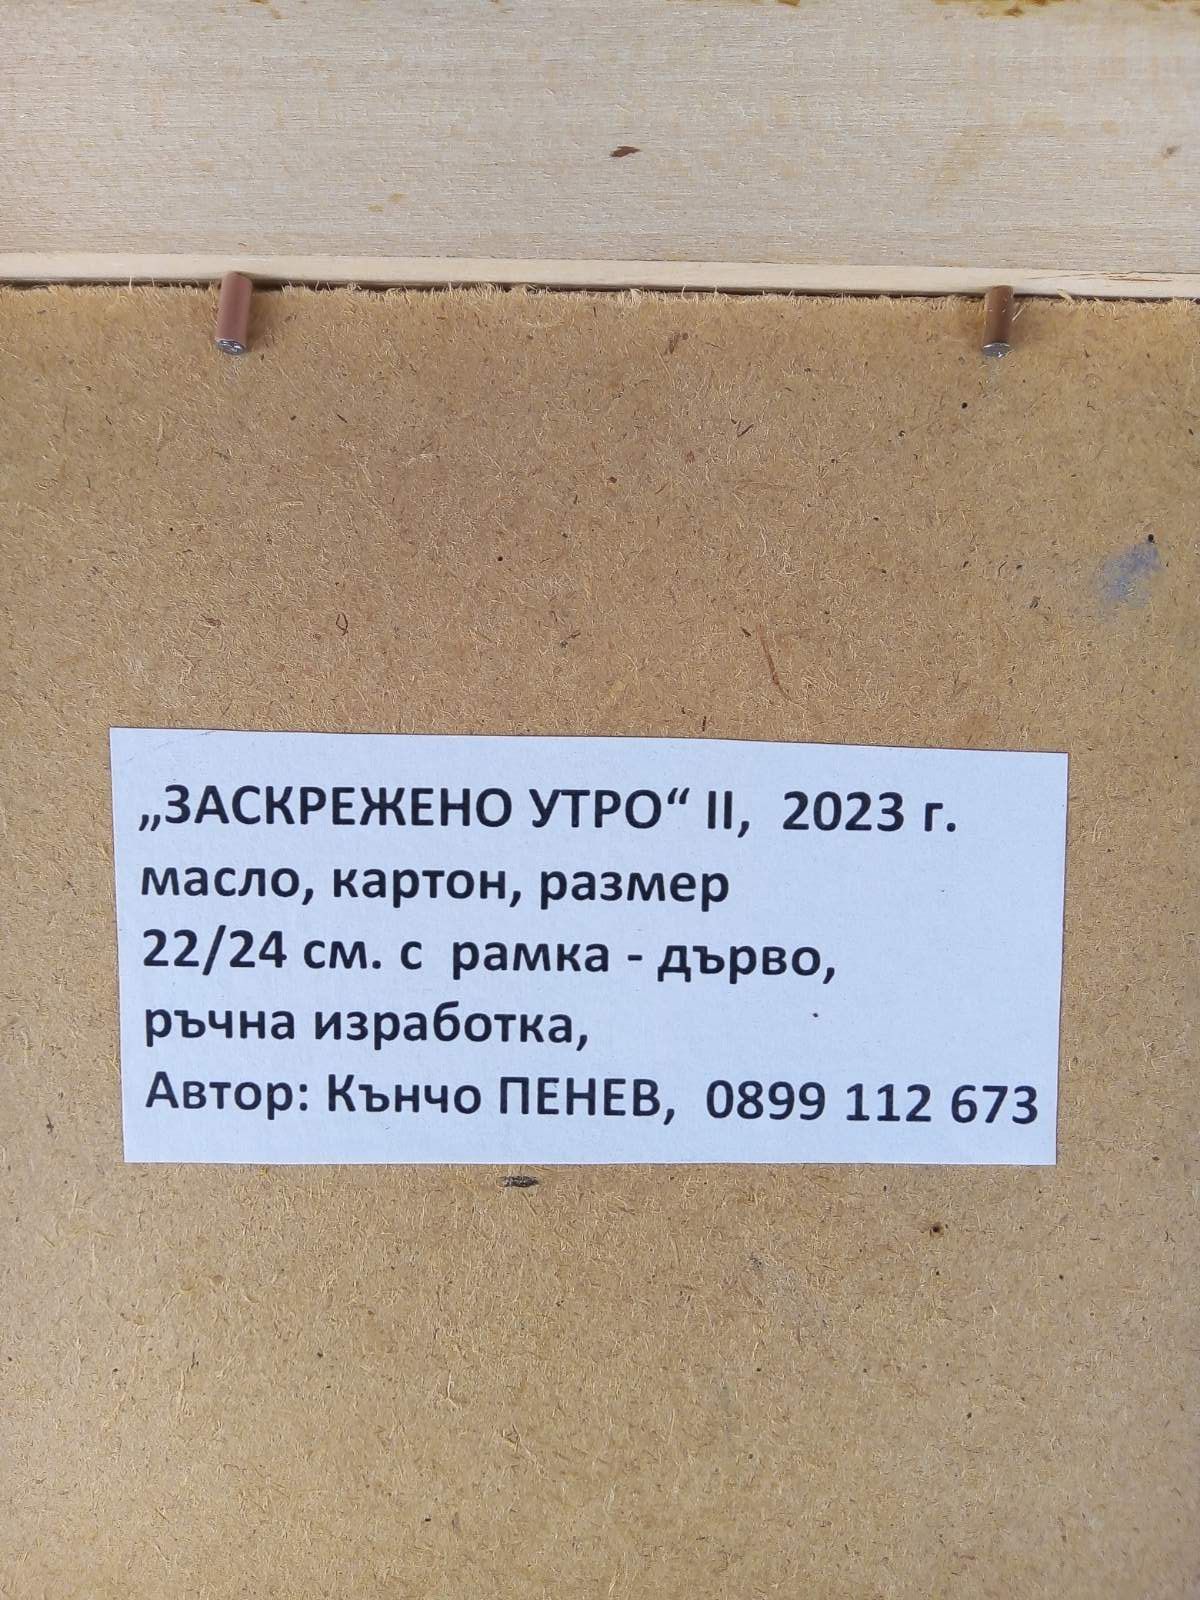 „ЗАСКРЕЖЕНО УТРО“ II, 2023 г.
масло, картон, размер
22/24 см. с рамка - дърво,
ръчна изработка,
Автор: Кънчо ПЕНЕВ, 0899 112 673